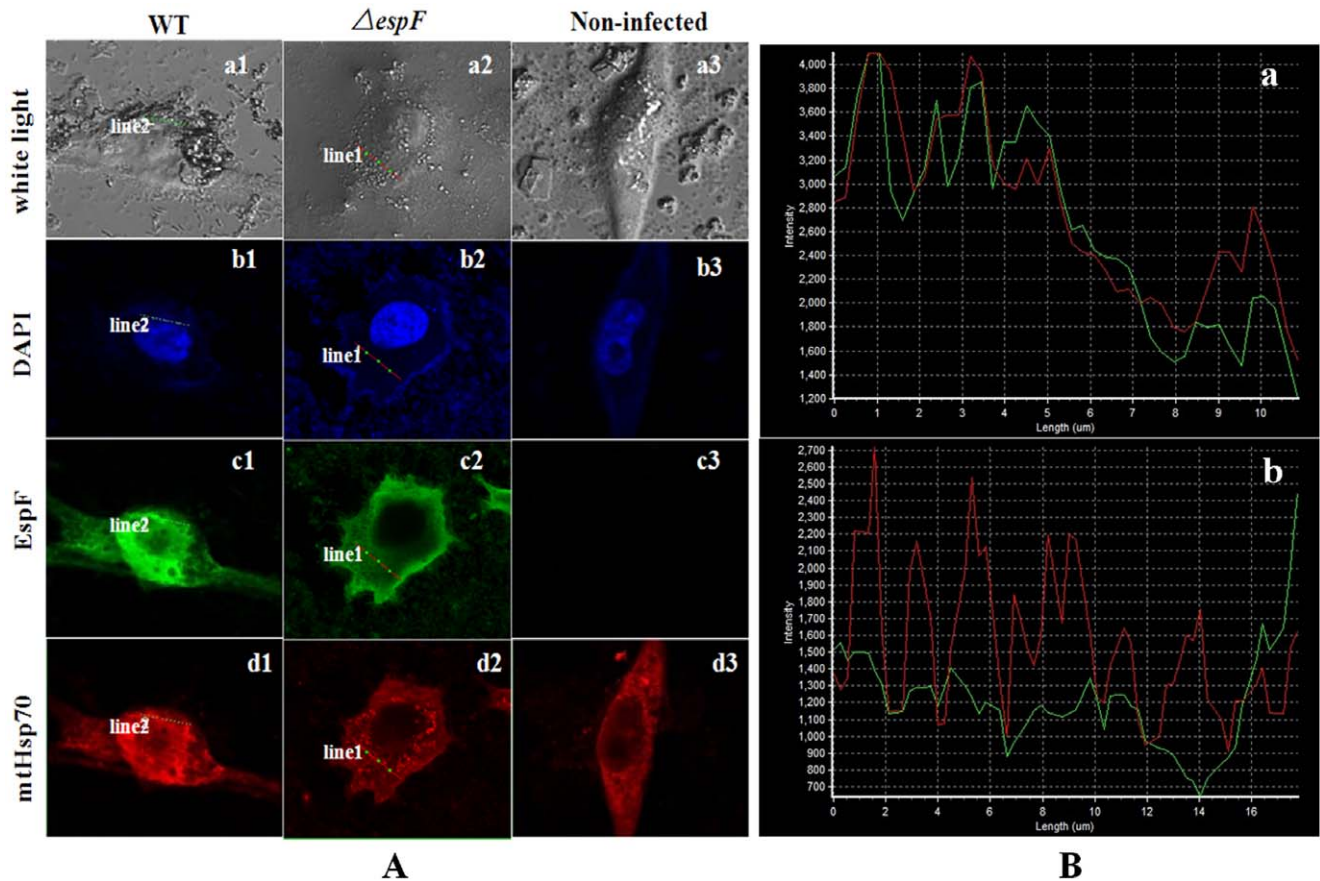 WT △espF Non-infected
white light
a1 a2 a3
line2 line1
DAPI
b1 b2 b3
line2 line1
EspF
c1 c2 c3
line2 line1
mtHsp70
d1 d2 d3
line2 line1
A
a
Intensity
4,000
3,800
3,600
3,400
3,200
3,000
2,800
2,600
2,400
2,200
2,000
1,800
1,600
1,400
1,200
0 1 2 3 4 5 6 7 8 9 10
Length (um)
b
Intensity
2,700
2,600
2,500
2,400
2,300
2,200
2,100
2,000
1,900
1,800
1,700
1,600
1,500
1,400
1,300
1,200
1,100
1,000
900
800
700
0 2 4 6 8 10 12 14 16
Length (um)
B